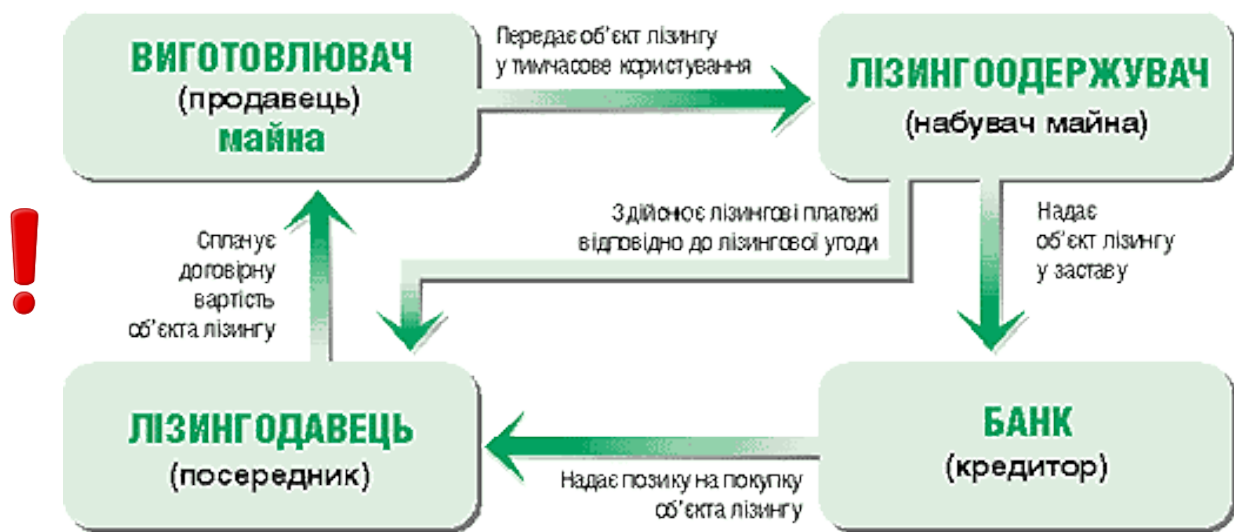 ВИГОТОВЛЮВАЧ
(продавець)
майна
Передає об’єкт лізингу
у тимчасове користування
ЛІЗИНГООДЕРЖУВАЧ
(набувач майна)
Сплачує
договірну
вартість
об’єкта лізингу
Здійснює лізингові платежі
відповідно до лізингової угоди
Надає
об’єкт лізингу
у заставу
ЛІЗИНГОДАВЕЦЬ
(посередник)
Надає позику на покупку
об’єкта лізингу
БАНК
(кредитор)